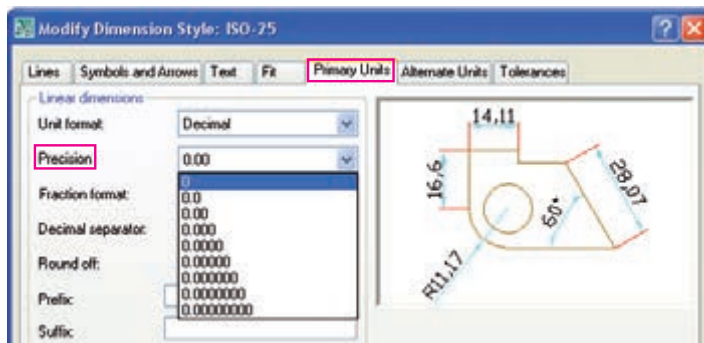 Modify Dimension Style: ISO-25
Lines Symbols and Arrows Text Fit Primary Units Alternate Units Tolerances
Linear dimensions
Unit format: Decimal
Precision 0.00
0
0.0
Fraction format:
0.00
0.000
Decimal separator:
0.0000
0.00000
Round off:
0.000000
0.0000000
Prefix:
0.00000000
Suffix:
14,11
16,6
28,07
60°
R11,17